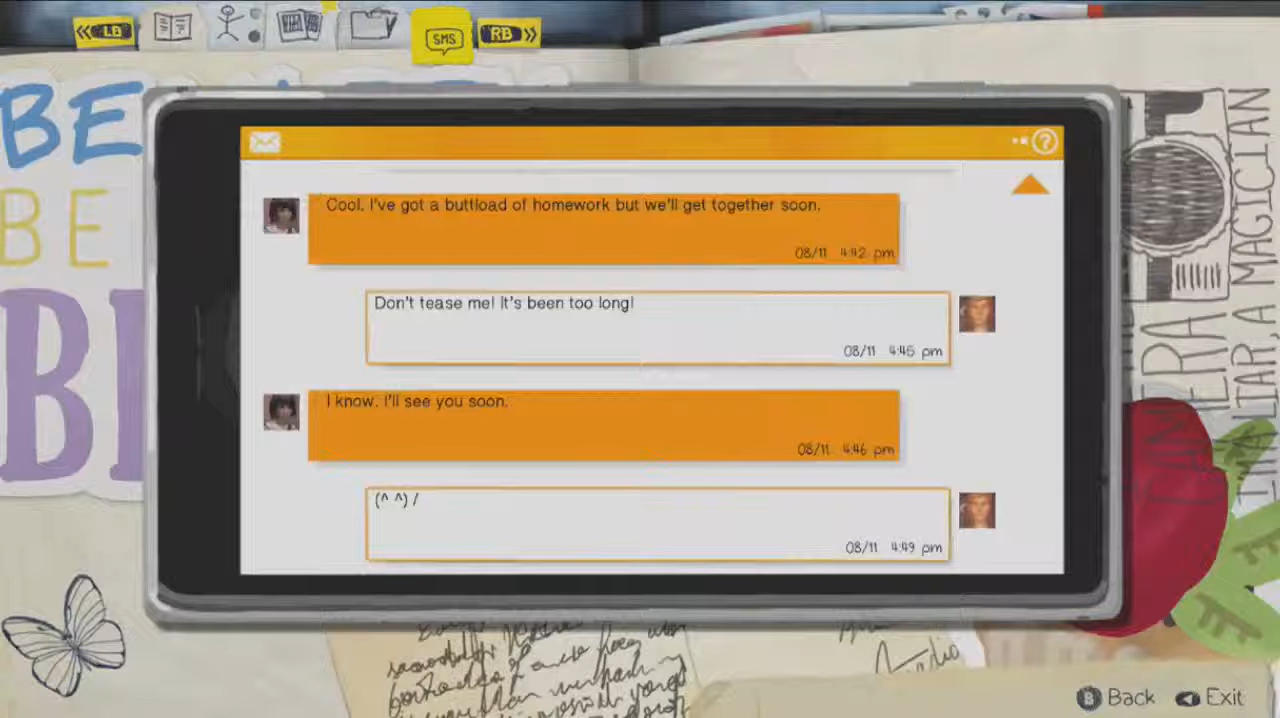 LB
SMS
RB
BE
BE
Cool. I've got a buttload of homework but we'll get together soon.
08/11 4:42 pm
Don't tease me! It's been too long!
08/11 4:45 pm
I know. I'll see you soon.
08/11 4:46 pm
(^ ^) /
08/11 4:49 pm
LIAR, A MAGICIAN
B Back
Exit